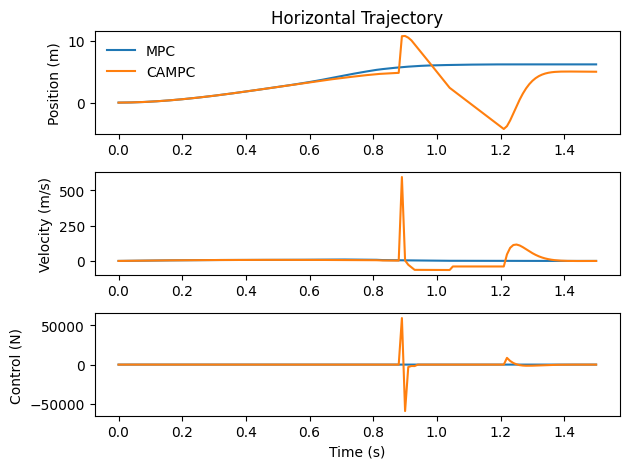 Horizontal Trajectory
Position (m)
10
0
MPC
CAMPC
0.0 0.2 0.4 0.6 0.8 1.0 1.2 1.4
Velocity (m/s)
500
250
0
0.0 0.2 0.4 0.6 0.8 1.0 1.2 1.4
Control (N)
50000
0
−50000
0.0 0.2 0.4 0.6 0.8 1.0 1.2 1.4
Time (s)